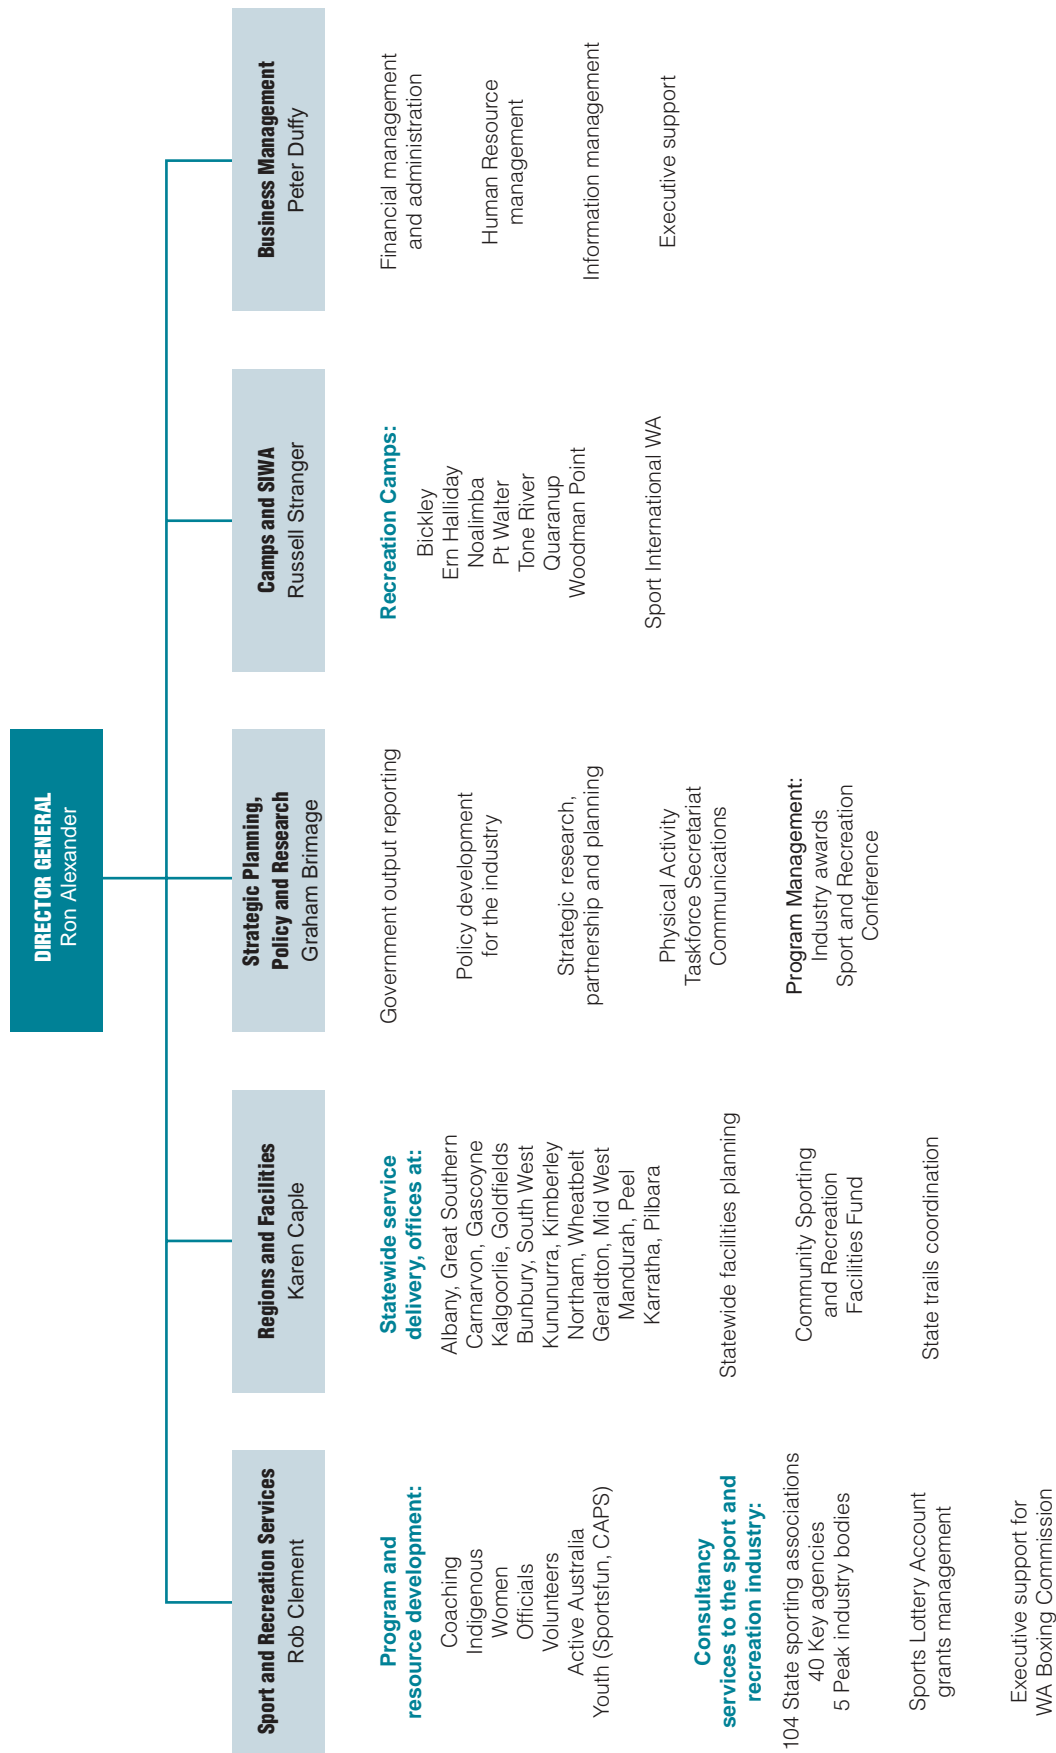 DIRECTOR GENERAL
Ron Alexander
Sport and Recreation Services
Rob Clement
Program and
resource development:
Coaching
Indigenous
Women
Officials
Volunteers
Active Australia
Youth (Sportsfun, CAPS)
Consultancy
services to the sport and
recreation industry:
104 State sporting associations
40 Key agencies
5 Peak industry bodies
Sports Lottery Account
grants management
Executive support for
WA Boxing Commission
Regions and Facilities
Karen Caple
Statewide service
delivery, offices at:
Albany, Great Southern
Carnarvon, Gascoyne
Kalgoorlie, Goldfields
Bunbury, South West
Kununurra, Kimberley
Northam, Wheatbelt
Geraldton, Mid West
Mandurah, Peel
Karratha, Pilbara
Statewide facilities planning
Community Sporting
and Recreation
Facilities Fund
State trails coordination
Strategic Planning,
Policy and Research
Graham Brimage
Government output reporting
Policy development
for the industry
Strategic research,
partnership and planning
Physical Activity
Taskforce Secretariat
Communications
Program Management:
Industry awards
Sport and Recreation
Conference
Camps and SIWA
Russell Stranger
Recreation Camps:
Bickley
Ern Halliday
Noalimba
Pt Walter
Tone River
Quaranup
Woodman Point
Sport International WA
Business Management
Peter Duffy
Financial management
and administration
Human Resource
management
Information management
Executive support